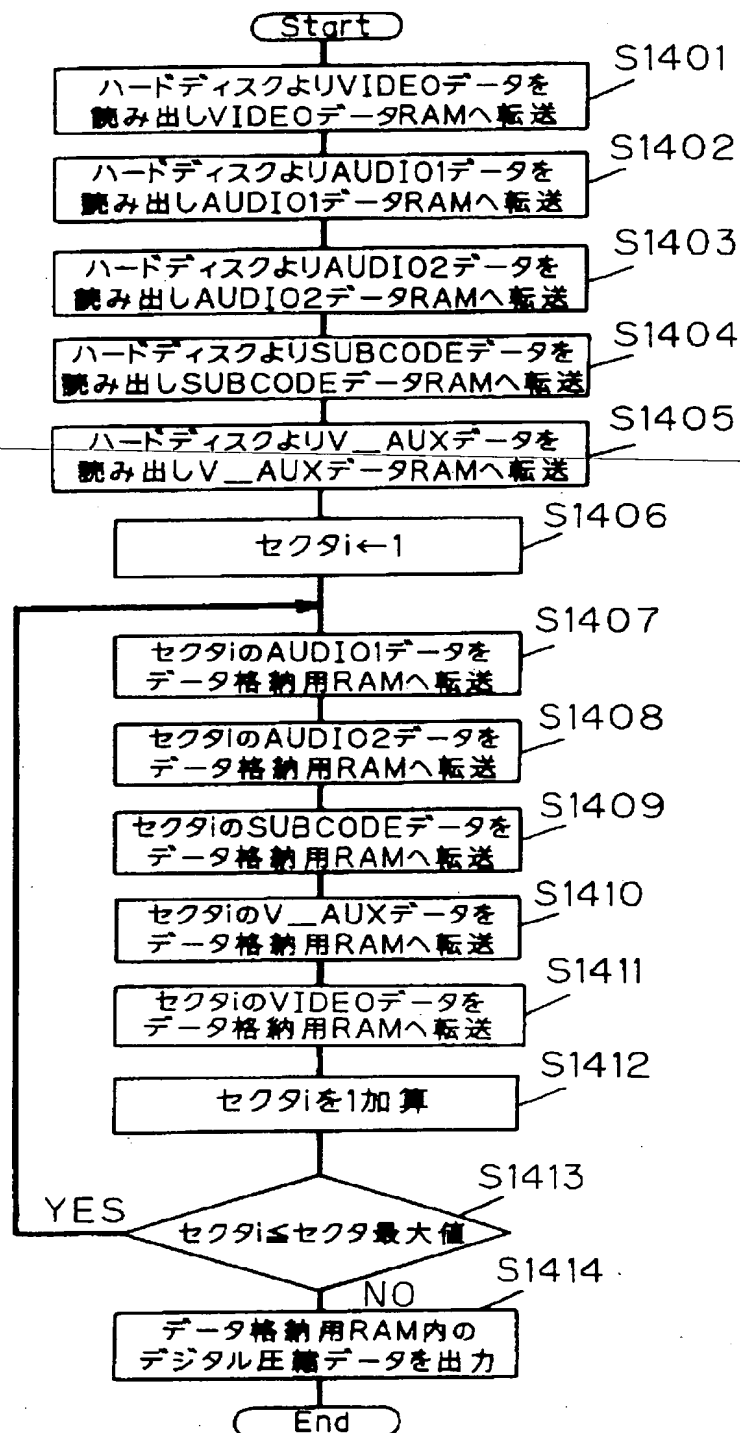 Start
S1401
ハードディスクよりVIDEOデータを
読み出しVIDEOデータRAMへ転送
S1402
ハードディスクよりAUDIO1データを
読み出しAUDIO1データRAMへ転送
S1403
ハードディスクよりAUDIO2データを
読み出しAUDIO2データRAMへ転送
S1404
ハードディスクよりSUBCODEデータを
読み出しSUBCODEデータRAMへ転送
S1405
ハードディスクよりV__AUXデータを
読み出しV__AUXデータRAMへ転送
S1406
セクタi←1
S1407
セクタiのAUDIO1データを
データ格納用RAMへ転送
S1408
セクタiのAUDIO2データを
データ格納用RAMへ転送
S1409
セクタiのSUBCODEデータを
データ格納用RAMへ転送
S1410
セクタiのV__AUXデータを
データ格納用RAMへ転送
S1411
セクタiのVIDEOデータを
データ格納用RAMへ転送
S1412
セクタiを1加算
S1413
YES
セクタi≦セクタ最大値
S1414
NO
データ格納用RAM内の
デジタル圧縮データを出力
End